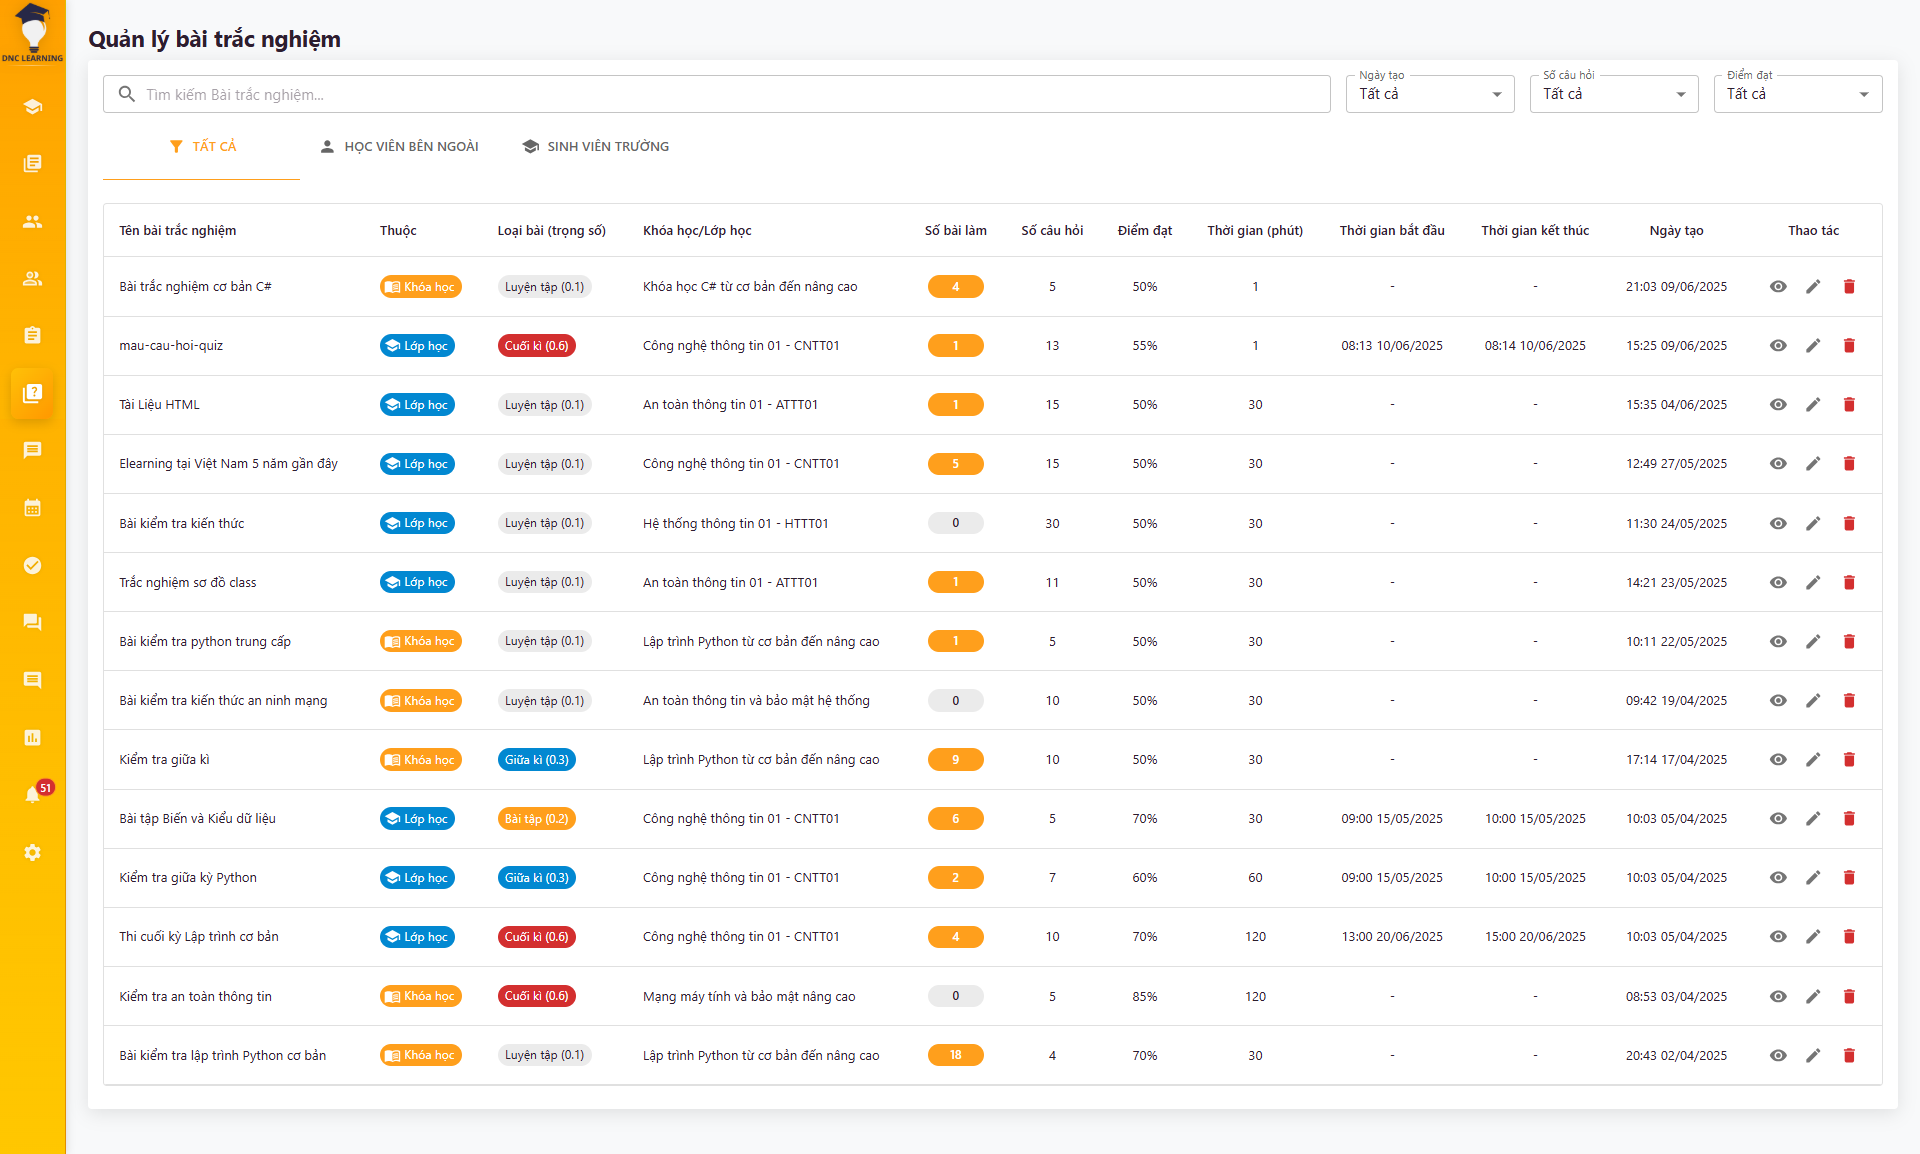 DNC LEARNING
Quản lý bài trắc nghiệm
Tìm kiếm Bài trắc nghiệm...
Ngày tạo
Tất cả
Số câu hỏi
Tất cả
Điểm đạt
Tất cả
TẤT CẢ HỌC VIÊN BÊN NGOÀI SINH VIÊN TRƯỜNG
Tên bài trắc nghiệm Thuộc Loại bài (trọng số) Khóa học/Lớp học Số bài làm Số câu hỏi Điểm đạt Thời gian (phút) Thời gian bắt đầu Thời gian kết thúc Ngày tạo Thao tác
Bài trắc nghiệm cơ bản C# Khóa học Luyện tập (0.1) Khóa học C# từ cơ bản đến nâng cao 4 5 50% 1 - - 21:03 09/06/2025
mau-cau-hoi-quiz Lớp học Cuối kì (0.6) Công nghệ thông tin 01 - CNTT01 1 13 55% 1 08:13 10/06/2025 08:14 10/06/2025 15:25 09/06/2025
Tài Liệu HTML Lớp học Luyện tập (0.1) An toàn thông tin 01 - ATTT01 1 15 50% 30 - - 15:35 04/06/2025
Elearning tại Việt Nam 5 năm gần đây Lớp học Luyện tập (0.1) Công nghệ thông tin 01 - CNTT01 5 15 50% 30 - - 12:49 27/05/2025
Bài kiểm tra kiến thức Lớp học Luyện tập (0.1) Hệ thống thông tin 01 - HTTT01 0 30 50% 30 - - 11:30 24/05/2025
Trắc nghiệm sơ đồ class Lớp học Luyện tập (0.1) An toàn thông tin 01 - ATTT01 1 11 50% 30 - - 14:21 23/05/2025
Bài kiểm tra python trung cấp Khóa học Luyện tập (0.1) Lập trình Python từ cơ bản đến nâng cao 1 5 50% 30 - - 10:11 22/05/2025
Bài kiểm tra kiến thức an ninh mạng Khóa học Luyện tập (0.1) An toàn thông tin và bảo mật hệ thống 0 10 50% 30 - - 09:42 19/04/2025
Kiểm tra giữa kì Khóa học Giữa kì (0.3) Lập trình Python từ cơ bản đến nâng cao 9 10 50% 30 - - 17:14 17/04/2025
51
Bài tập Biến và Kiểu dữ liệu Lớp học Bài tập (0.2) Công nghệ thông tin 01 - CNTT01 6 5 70% 30 09:00 15/05/2025 10:00 15/05/2025 10:03 05/04/2025
Kiểm tra giữa kỳ Python Lớp học Giữa kì (0.3) Công nghệ thông tin 01 - CNTT01 2 7 60% 60 09:00 15/05/2025 10:00 15/05/2025 10:03 05/04/2025
Thi cuối kỳ Lập trình cơ bản Lớp học Cuối kì (0.6) Công nghệ thông tin 01 - CNTT01 4 10 70% 120 13:00 20/06/2025 15:00 20/06/2025 10:03 05/04/2025
Kiểm tra an toàn thông tin Khóa học Cuối kì (0.6) Mạng máy tính và bảo mật nâng cao 0 5 85% 120 - - 08:53 03/04/2025
Bài kiểm tra lập trình Python cơ bản Khóa học Luyện tập (0.1) Lập trình Python từ cơ bản đến nâng cao 18 4 70% 30 - - 20:43 02/04/2025